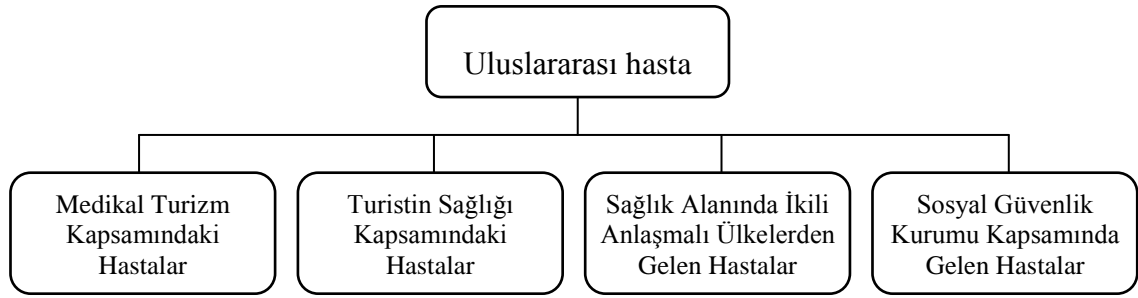 Uluslararası hasta
Medikal Turizm
Kapsamındaki
Hastalar
Turistin Sağlığı
Kapsamındaki
Hastalar
Sağlık Alanında İkili
Anlaşmalı Ülkelerden
Gelen Hastalar
Sosyal Güvenlik
Kurumu Kapsamında
Gelen Hastalar